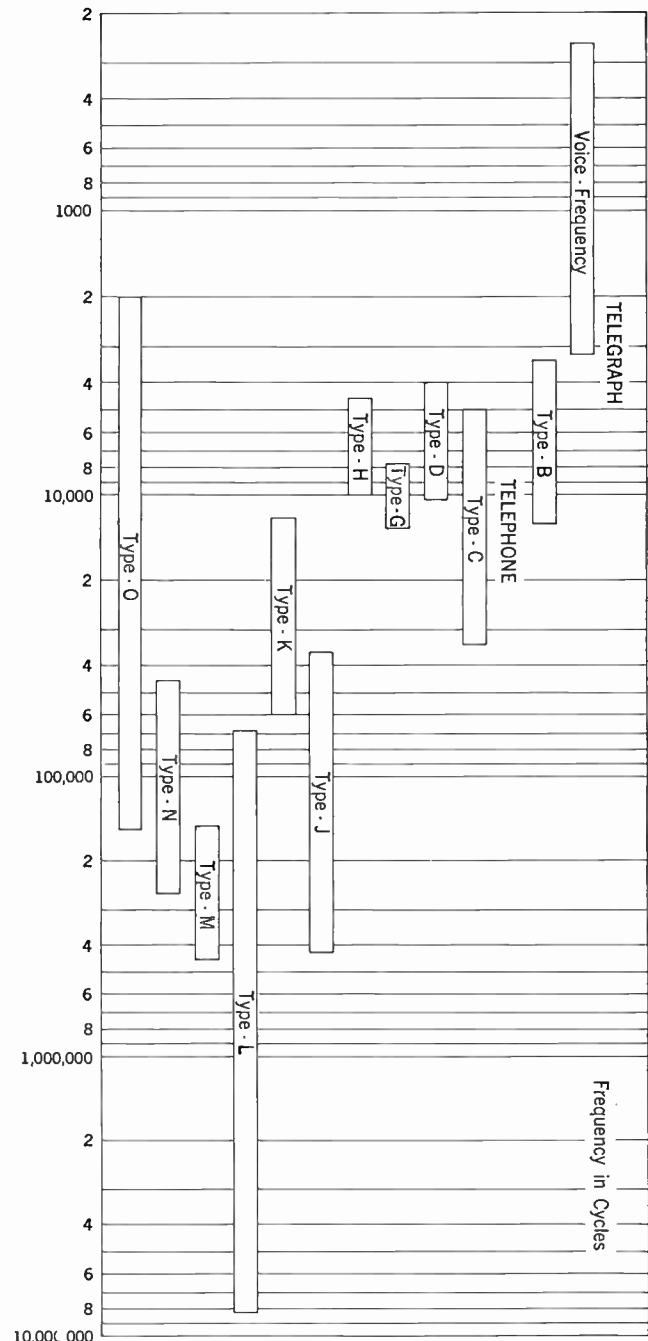 2
4
6
8
1000
2
4
6
8
10,000
2
4
6
8
100,000
2
4
6
8
1,000,000
2
4
6
8
10,000,000
TELEGRAPH
Voice - Frequency
Type - B
TELEPHONE
Type - C
Type - D
Type - G
Type - H
Type - J
Type - K
Type - L
Type - M
Type - N
Type - O
Frequency in Cycles